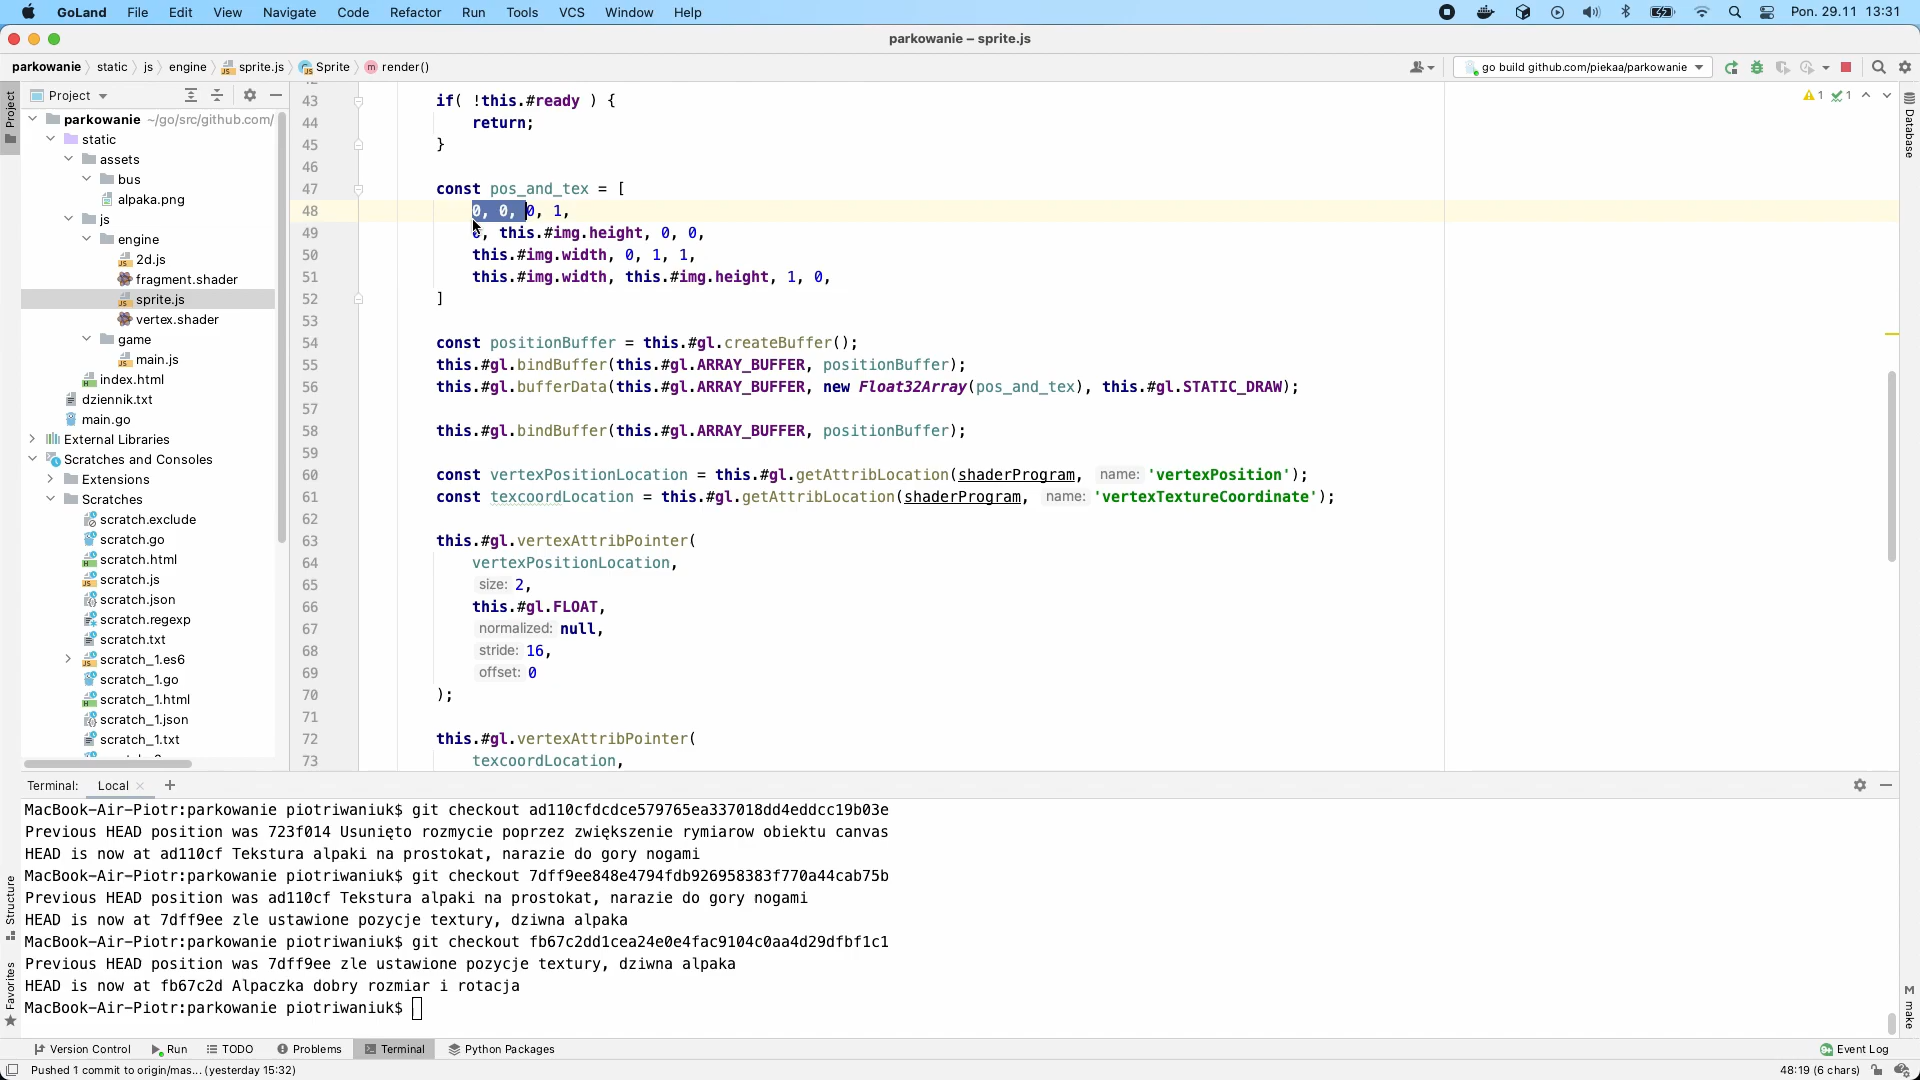 GoLand File Edit View Navigate Code Refactor Run Tools VCS Window Help Pon. 29.11 13:31
parkowanie – sprite.js
parkowanie static js engine sprite.js Sprite render() go build github.com/piekaa/parkowanie
Project
Project
parkowanie ~/go/src/github.com/
static
assets
bus
alpaka.png
js
engine
2d.js
fragment.shader
sprite.js
vertex.shader
game
main.js
index.html
dziennik.txt
main.go
External Libraries
Scratches and Consoles
Extensions
Scratches
scratch.exclude
scratch.go
scratch.html
scratch.js
scratch.json
scratch.regexp
scratch.txt
scratch_1.es6
scratch_1.go
scratch_1.html
scratch_1.json
scratch_1.txt
43 if( !this.#ready ) {
44 return;
45 }
46
47 const pos_and_tex = [
48 0, 0, 0, 1,
49 0, this.#img.height, 0, 0,
50 this.#img.width, 0, 1, 1,
51 this.#img.width, this.#img.height, 1, 0,
52 ]
53
54 const positionBuffer = this.#gl.createBuffer();
55 this.#gl.bindBuffer(this.#gl.ARRAY_BUFFER, positionBuffer);
56 this.#gl.bufferData(this.#gl.ARRAY_BUFFER, new Float32Array(pos_and_tex), this.#gl.STATIC_DRAW);
57
58 this.#gl.bindBuffer(this.#gl.ARRAY_BUFFER, positionBuffer);
59
60 const vertexPositionLocation = this.#gl.getAttribLocation(shaderProgram, name: 'vertexPosition');
61 const texcoordLocation = this.#gl.getAttribLocation(shaderProgram, name: 'vertexTextureCoordinate');
62
63 this.#gl.vertexAttribPointer(
64 vertexPositionLocation,
65 size: 2,
66 this.#gl.FLOAT,
67 normalized: null,
68 stride: 16,
69 offset: 0
70 );
71
72 this.#gl.vertexAttribPointer(
73 texcoordLocation,
1 1
Database
Terminal: Local
MacBook-Air-Piotr:parkowanie piotriwaniuk$ git checkout ad110cfdcdce579765ea337018dd4eddcc19b03e
Previous HEAD position was 723f014 Usunięto rozmycie poprzez zwiększenie rymiarow obiektu canvas
HEAD is now at ad110cf Tekstura alpaki na prostokat, narazie do gory nogami
MacBook-Air-Piotr:parkowanie piotriwaniuk$ git checkout 7dff9ee848e4794fdb926958383f770a44cab75b
Previous HEAD position was ad110cf Tekstura alpaki na prostokat, narazie do gory nogami
HEAD is now at 7dff9ee zle ustawione pozycje textury, dziwna alpaka
MacBook-Air-Piotr:parkowanie piotriwaniuk$ git checkout fb67c2dd1cea24e0e4fac9104c0aa4d29dfbf1c1
Previous HEAD position was 7dff9ee zle ustawione pozycje textury, dziwna alpaka
HEAD is now at fb67c2d Alpaczka dobry rozmiar i rotacja
MacBook-Air-Piotr:parkowanie piotriwaniuk$
Structure
Favorites
make
Version Control Run TODO Problems Terminal Python Packages Event Log
Pushed 1 commit to origin/mas... (yesterday 15:32) 48:19 (6 chars)